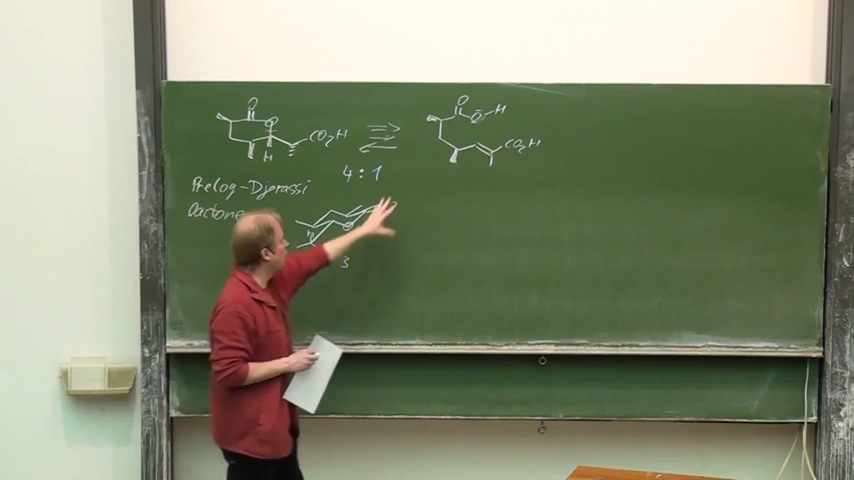 O O H
O CO2H O CO2H
H
4 : 1
Prelog-Djerassi
Lactone
H O
3